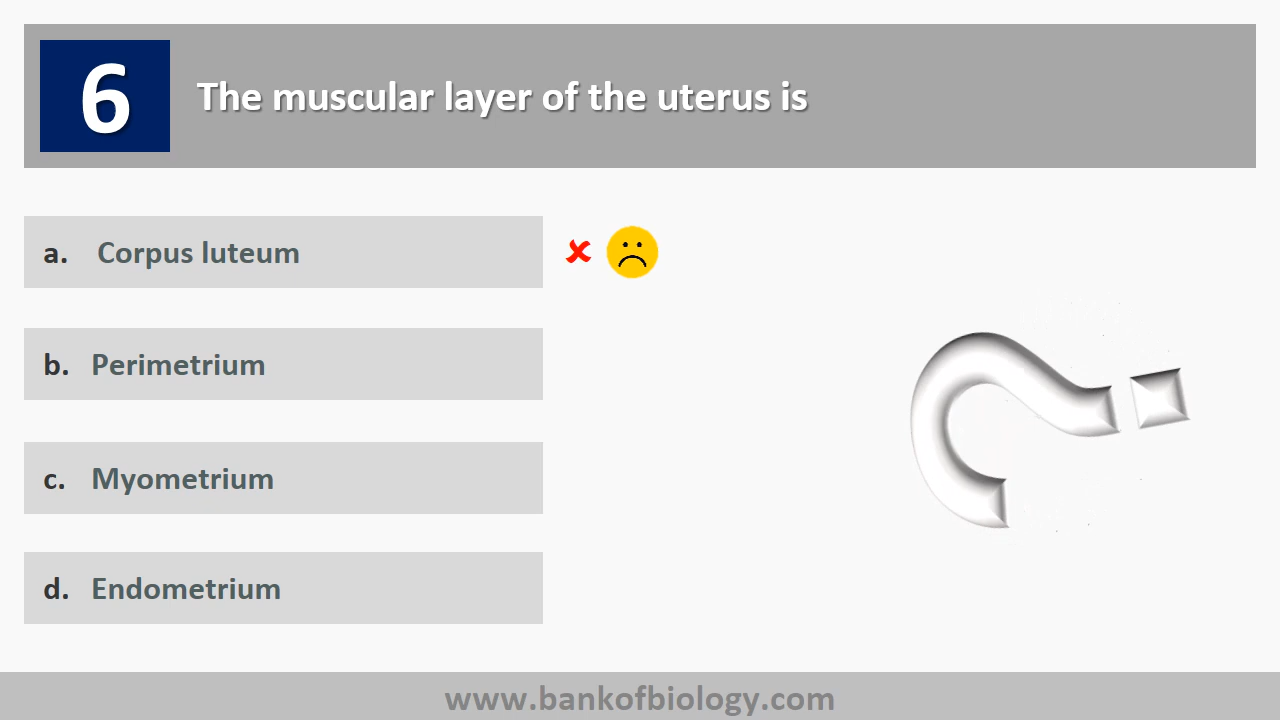 6
The muscular layer of the uterus is
a. Corpus luteum
b. Perimetrium
c. Myometrium
d. Endometrium
www.bankofbiology.com